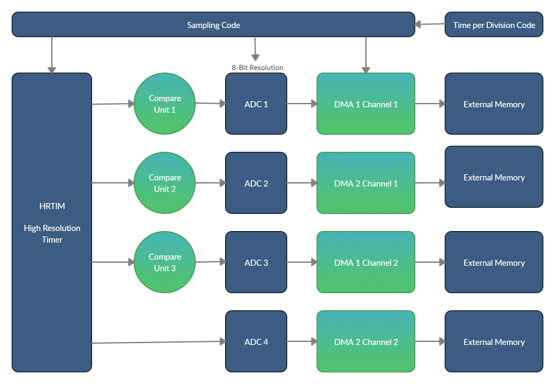 Sampling Code
Time per Division Code
8-Bit Resolution
Compare
Unit 1
ADC 1
DMA 1 Channel 1
External Memory
Compare
Unit 2
ADC 2
DMA 2 Channel 1
External Memory
HRTIM
High Resolution
Timer
Compare
Unit 3
ADC 3
DMA 1 Channel 2
External Memory
ADC 4
DMA 2 Channel 2
External Memory